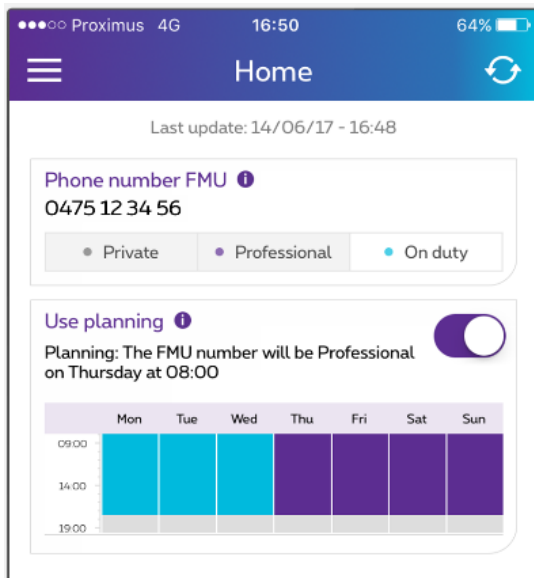 Proximus 4G 16:50 64%
Home
Last update: 14/06/17 - 16:48
Phone number FMU i
0475 12 34 56
Private Professional On duty
Use planning i
Planning: The FMU number will be Professional
on Thursday at 08:00
Mon Tue Wed Thu Fri Sat Sun
09:00
14:00
19:00